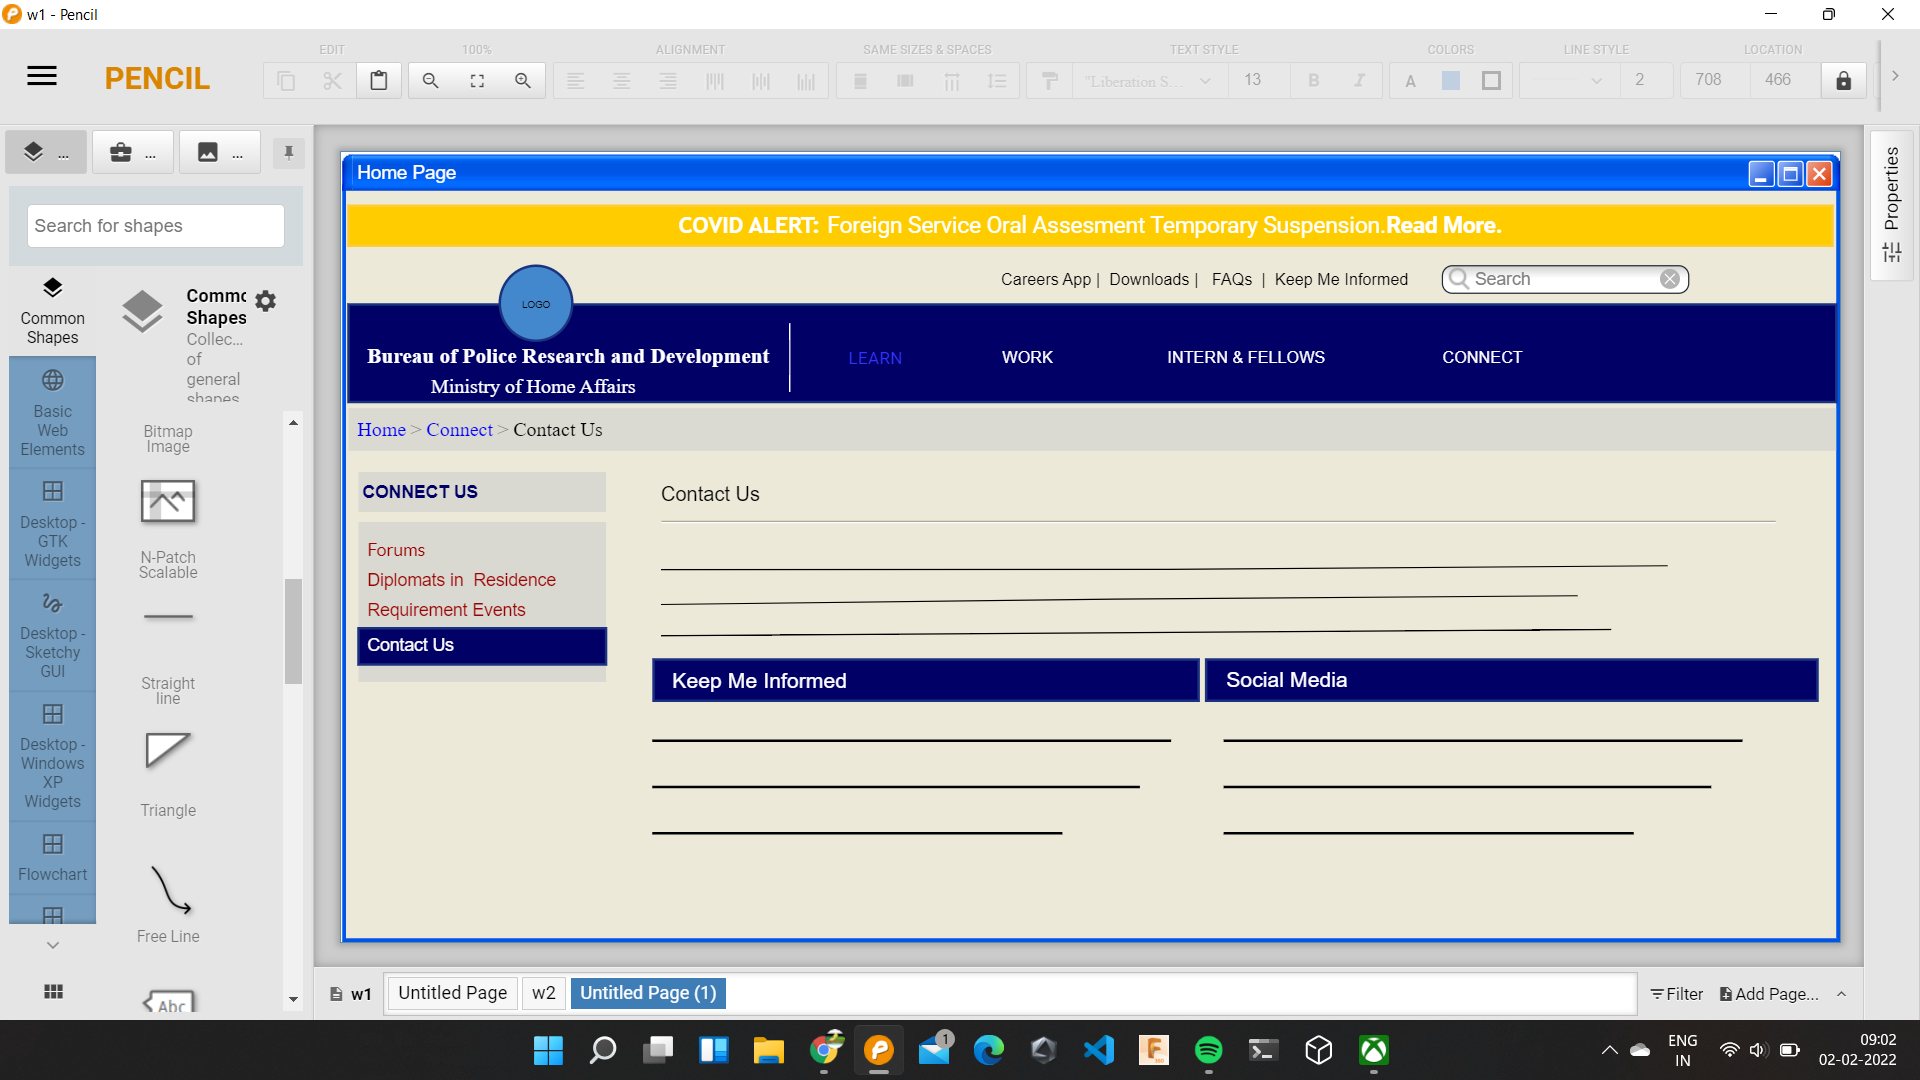 w1 - Pencil
EDIT
100%
ALIGNMENT
SAME SIZES & SPACES
TEXT STYLE
COLORS
LINE STYLE
LOCATION
PENCIL
"Liberation S...
13
B
I
A
2
708
466
...
...
...
Search for shapes
Common Shapes
Basic Web Elements
Desktop - GTK Widgets
Desktop - Sketchy GUI
Desktop - Windows XP Widgets
Flowchart
Shapes
Collec...
of
general
shapes
Bitmap Image
N-Patch Scalable
Straight line
Triangle
Free Line
Abc
Home Page
COVID ALERT: Foreign Service Oral Assesment Temporary Suspension.Read More.
Careers App | Downloads | FAQs | Keep Me Informed
Search
LOGO
Bureau of Police Research and Development
Ministry of Home Affairs
LEARN
WORK
INTERN & FELLOWS
CONNECT
Home > Connect > Contact Us
CONNECT US
Forums
Diplomats in Residence
Requirement Events
Contact Us
Contact Us
Keep Me Informed
Social Media
Properties
w1
Untitled Page
w2
Untitled Page (1)
Filter
Add Page...
1
ENG
IN
09:02
02-02-2022